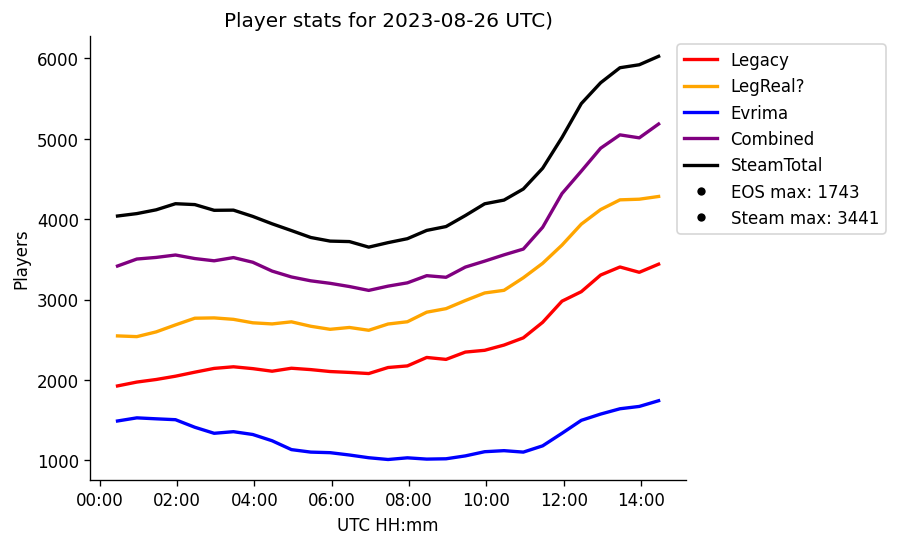 Player stats for 2023-08-26 UTC)
Players
6000
5000
4000
3000
2000
1000
00:00 02:00 04:00 06:00 08:00 10:00 12:00 14:00
UTC HH:mm
Legacy
LegReal?
Evrima
Combined
SteamTotal
EOS max: 1743
Steam max: 3441